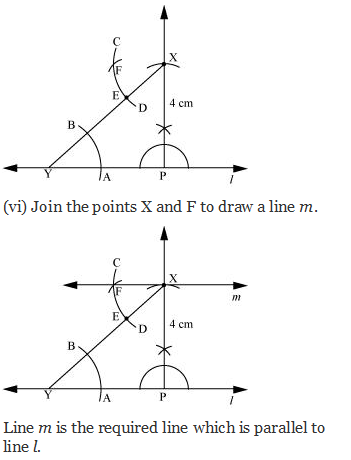 C
X
F
E
D
4 cm
B
Y
A
P
l
(vi) Join the points X and F to draw a line m.
C
X
F
m
E
D
4 cm
B
Y
A
P
l
Line m is the required line which is parallel to
line l.